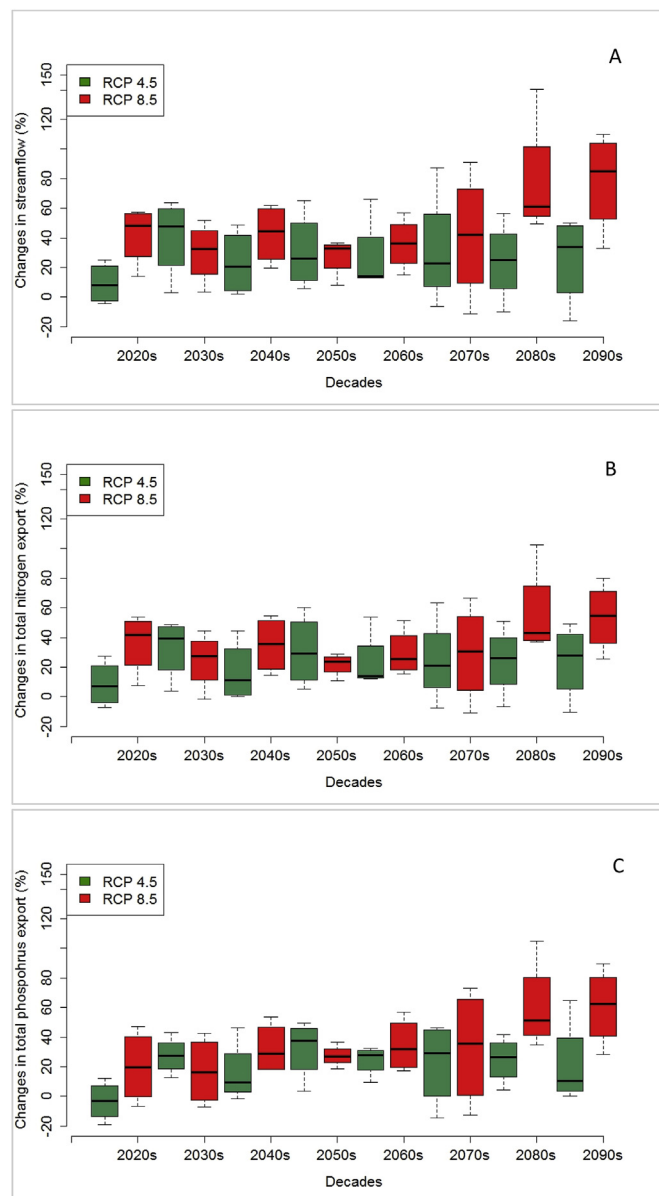 A
RCP 4.5
RCP 8.5
Changes in streamflow (%)
150
120
80
60
40
20
0
-20
2020s 2030s 2040s 2050s 2060s 2070s 2080s 2090s
Decades
B
RCP 4.5
RCP 8.5
Changes in total nitrogen export (%)
150
120
80
60
40
20
0
-20
2020s 2030s 2040s 2050s 2060s 2070s 2080s 2090s
Decades
C
RCP 4.5
RCP 8.5
Changes in total phospohrus export (%)
150
120
80
60
40
20
0
-20
2020s 2030s 2040s 2050s 2060s 2070s 2080s 2090s
Decades